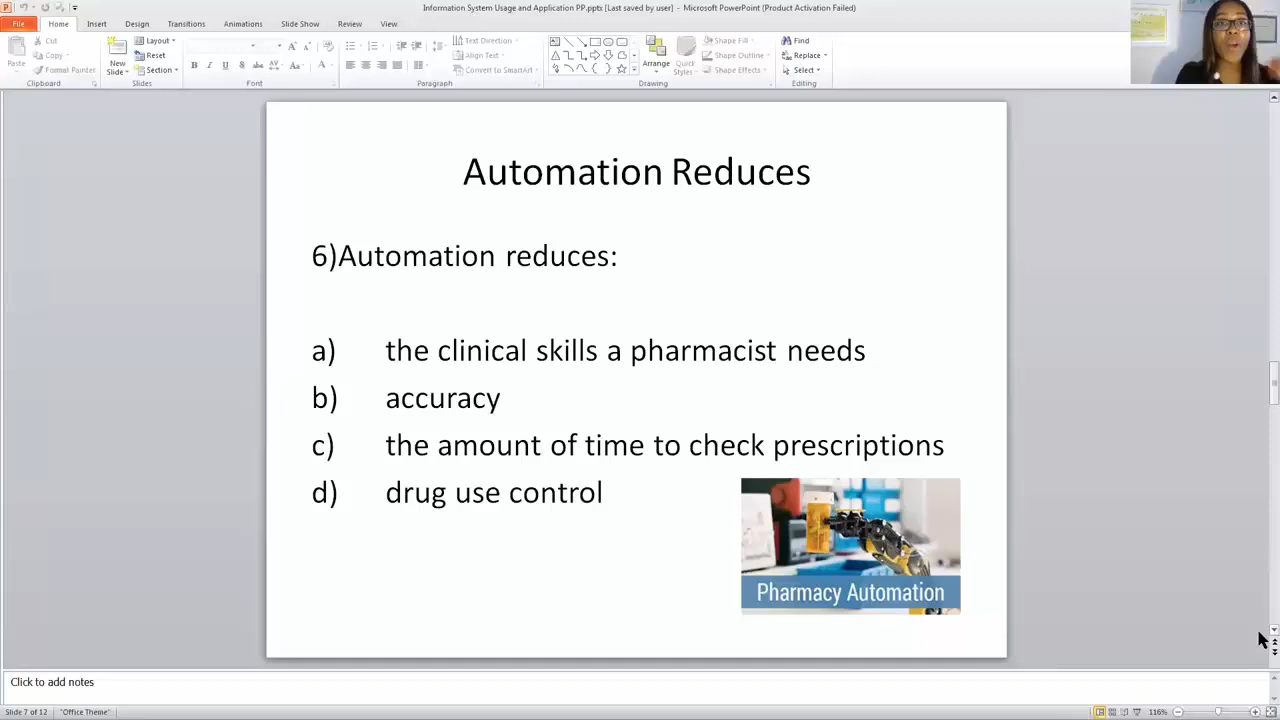 Information System Usage and Application PP.pptx [Last saved by user] - Microsoft PowerPoint (Product Activation Failed)
File Home Insert Design Transitions Animations Slide Show Review View
Cut
Copy
Format Painter
Paste
Clipboard
New
Slide
Layout
Reset
Section
Slides
Font
Text Direction
Align Text
Convert to SmartArt
Paragraph
Arrange
Quick
Styles
Shape Fill
Shape Outline
Shape Effects
Drawing
Find
Replace
Select
Editing
Automation Reduces
6)Automation reduces:
a) the clinical skills a pharmacist needs
b) accuracy
c) the amount of time to check prescriptions
d) drug use control
Pharmacy Automation
Click to add notes
Slide 7 of 12 "Office Theme" 116%